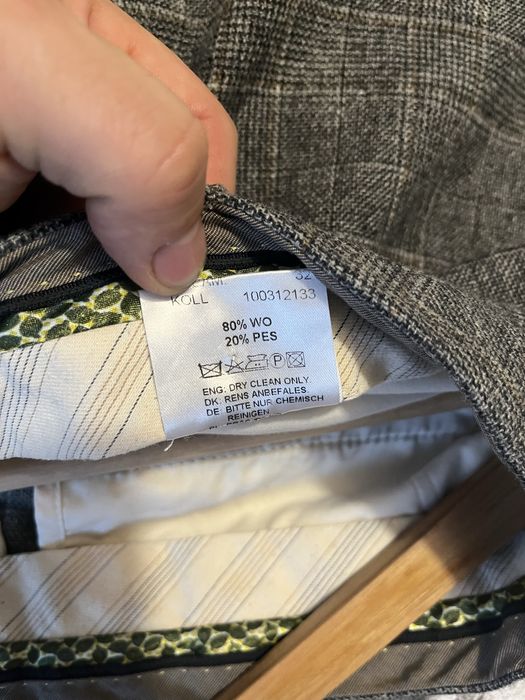 32
KOLL 100312133
80% WO
20% PES
P
ENG: DRY CLEAN ONLY
DK: RENS ANBEFALES
DE: BITTE NUR CHEMISCH
REINIGEN